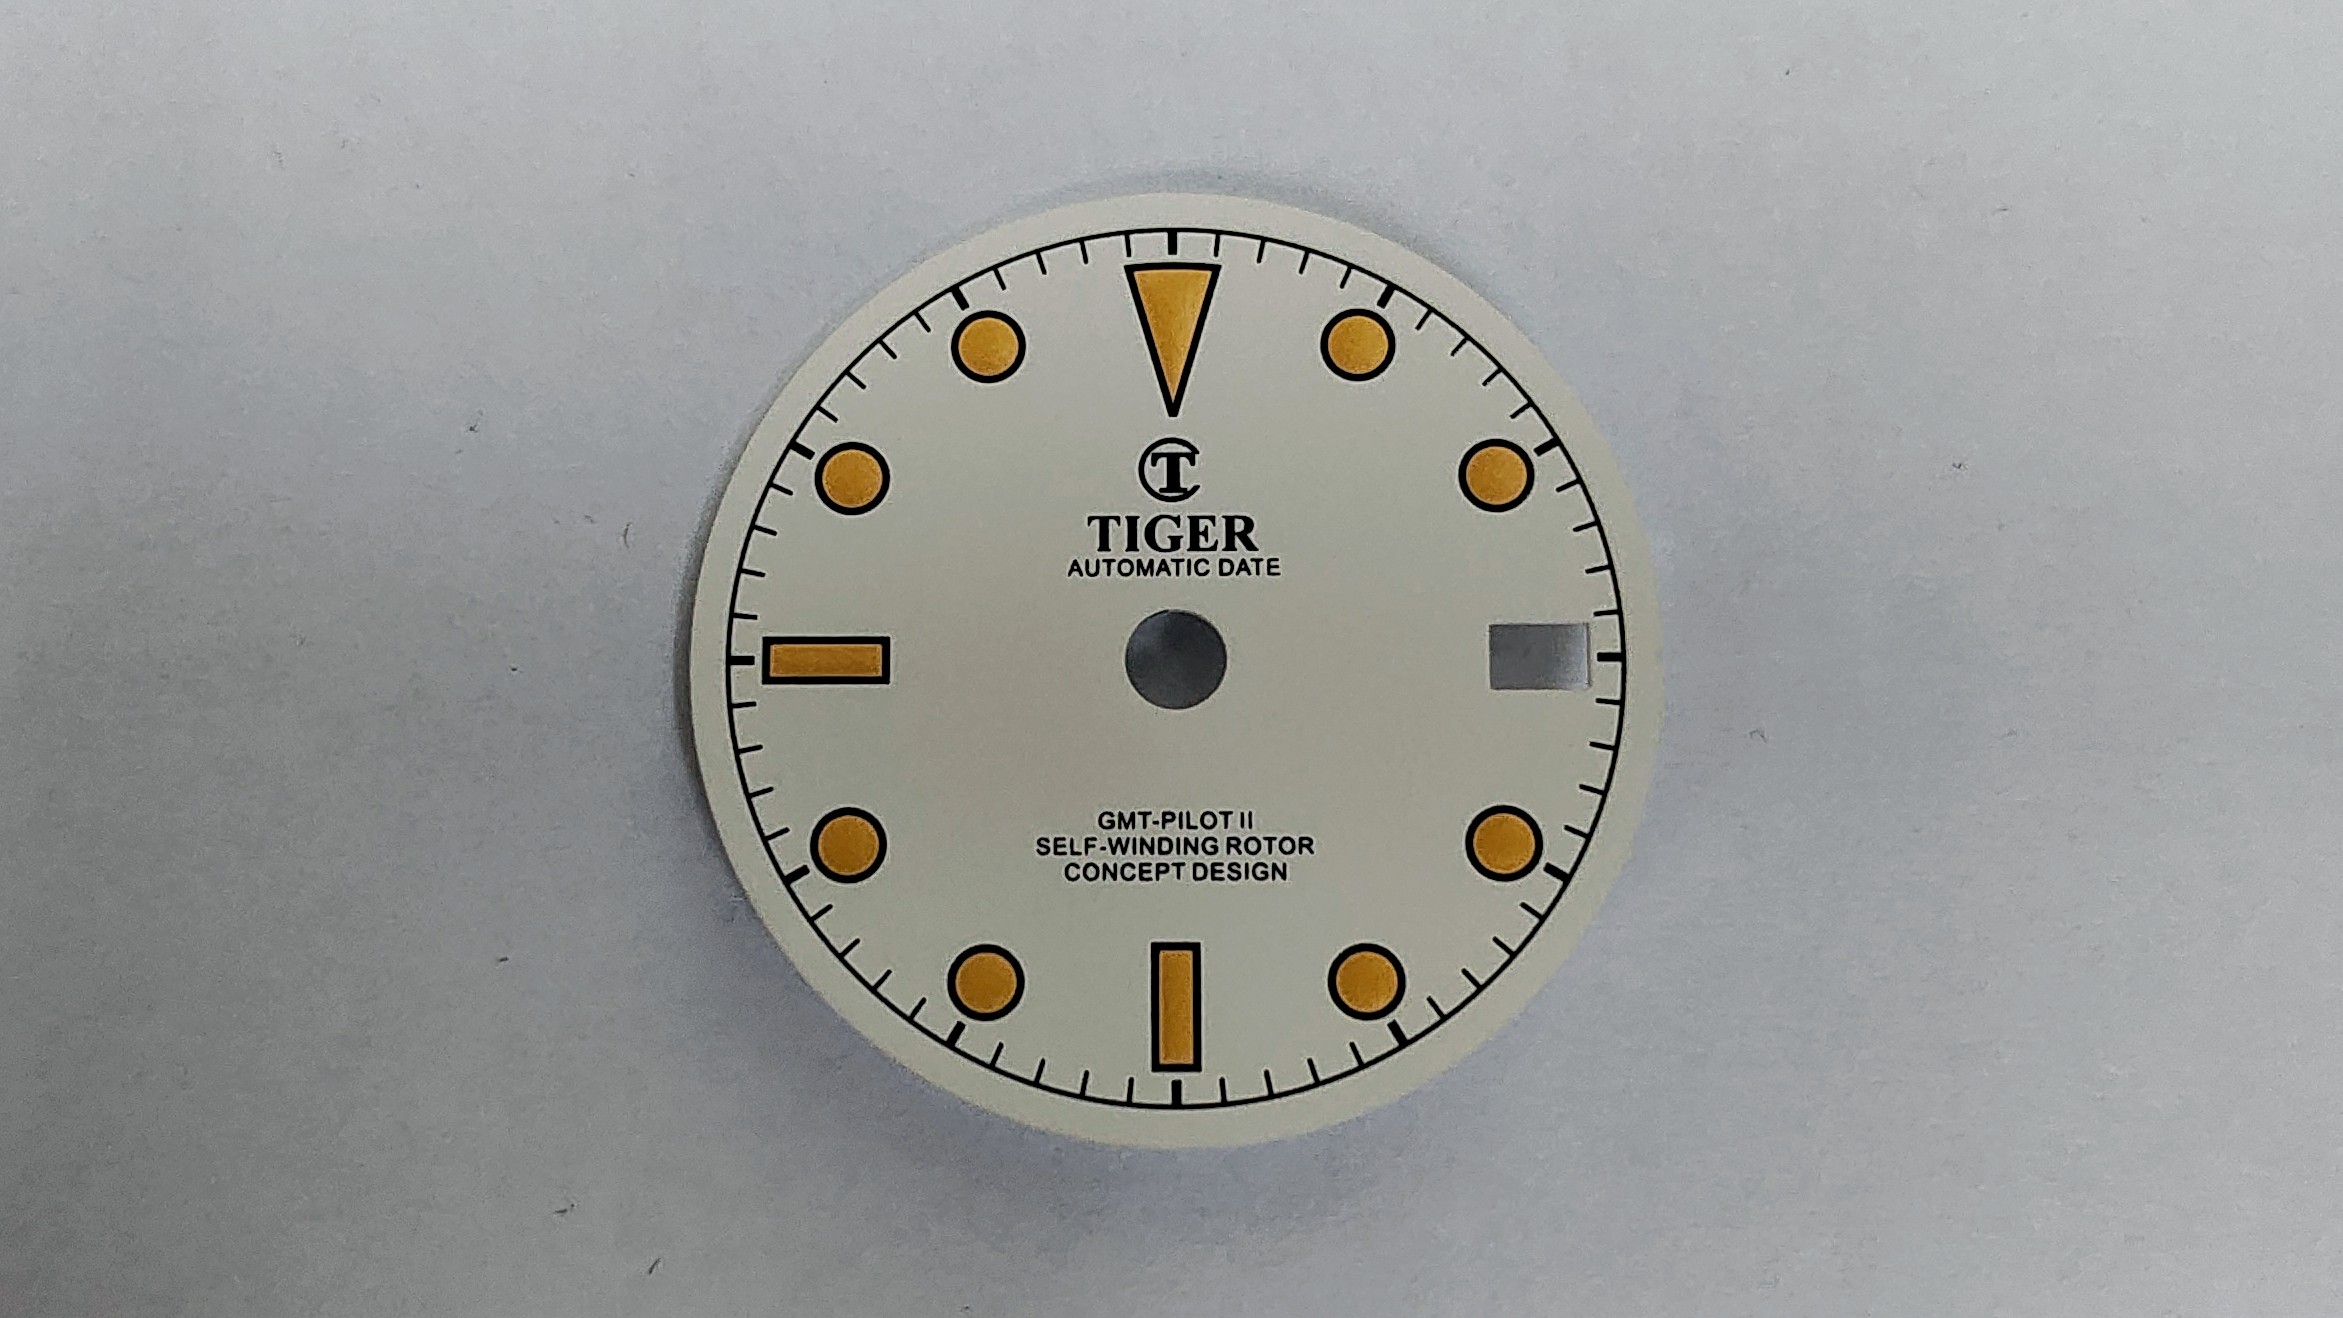 T
TIGER
AUTOMATIC DATE
GMT-PILOT II
SELF-WINDING ROTOR
CONCEPT DESIGN